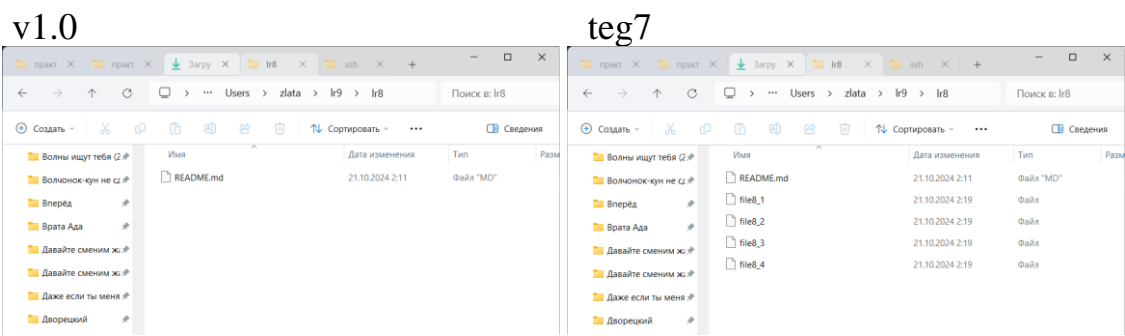 v1.0
практ практ Загру lr8 .ssh
Users > zlata > lr9 > lr8 Поиск в: lr8
Создать Сортировать Сведения
Имя Дата изменения Тип Разм
Волны ищут тебя (2
README.md 21.10.2024 2:11 Файл "MD"
Волчонок-кун не сд
Вперёд
Врата Ада
Давайте сменим жа
Давайте сменим жа
Даже если ты меня
Дворецкий
teg7
практ практ Загру lr8 .ssh
Users > zlata > lr9 > lr8 Поиск в: lr8
Создать Сортировать Сведения
Имя Дата изменения Тип Разм
Волны ищут тебя (2
README.md 21.10.2024 2:11 Файл "MD"
Волчонок-кун не сд
file8_1 21.10.2024 2:19 Файл
Вперёд
file8_2 21.10.2024 2:19 Файл
Врата Ада
file8_3 21.10.2024 2:19 Файл
Давайте сменим жа
file8_4 21.10.2024 2:19 Файл
Давайте сменим жа
Даже если ты меня
Дворецкий